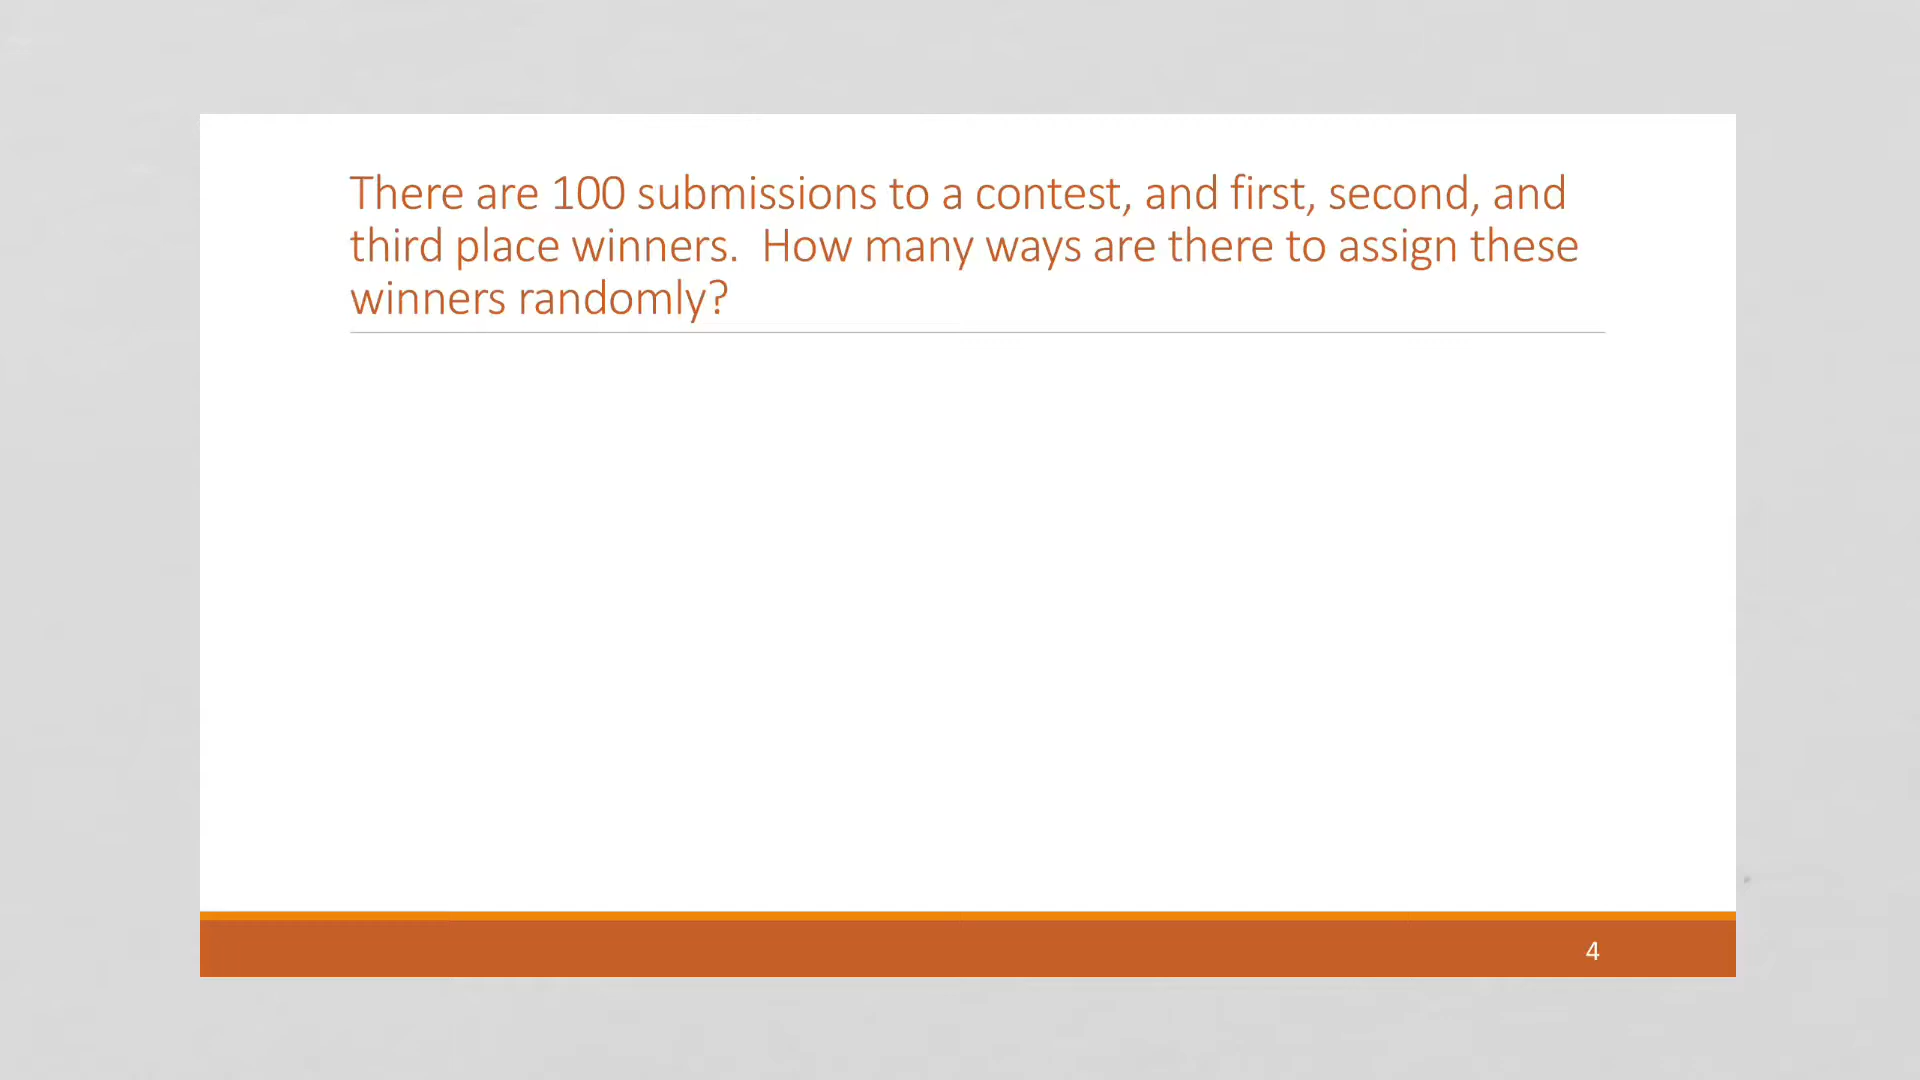 There are 100 submissions to a contest, and first, second, and
third place winners.  How many ways are there to assign these
winners randomly?
4